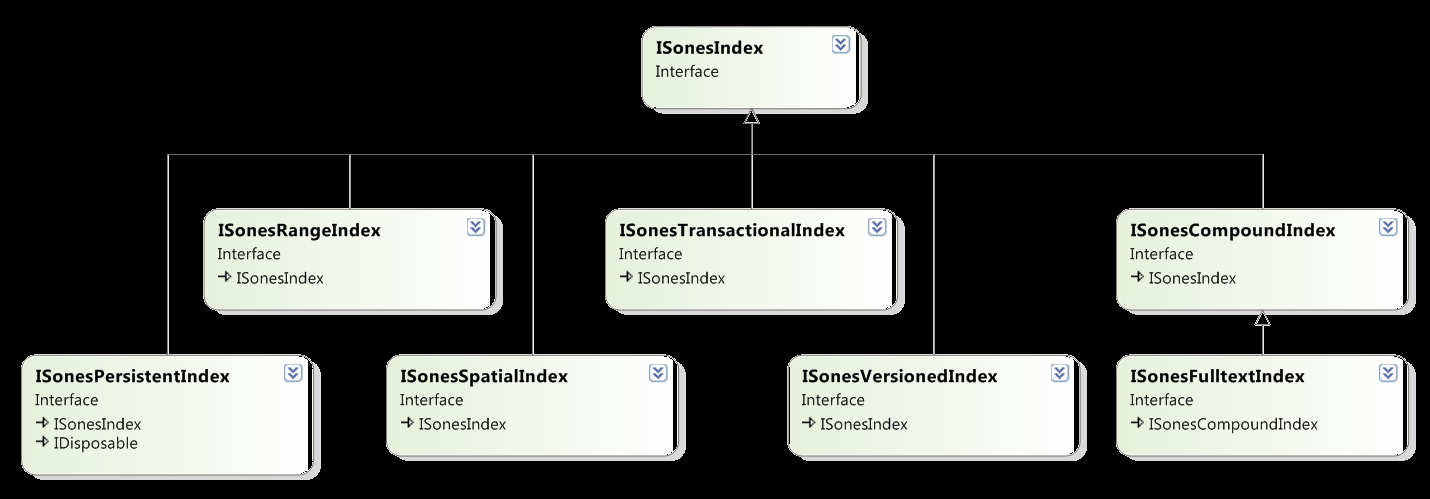 ISonesIndex
Interface
ISonesRangeIndex
Interface
ISonesIndex
ISonesTransactionalIndex
Interface
ISonesIndex
ISonesCompoundIndex
Interface
ISonesIndex
ISonesPersistentIndex
Interface
ISonesIndex
IDisposable
ISonesSpatialIndex
Interface
ISonesIndex
ISonesVersionedIndex
Interface
ISonesIndex
ISonesFulltextIndex
Interface
ISonesCompoundIndex